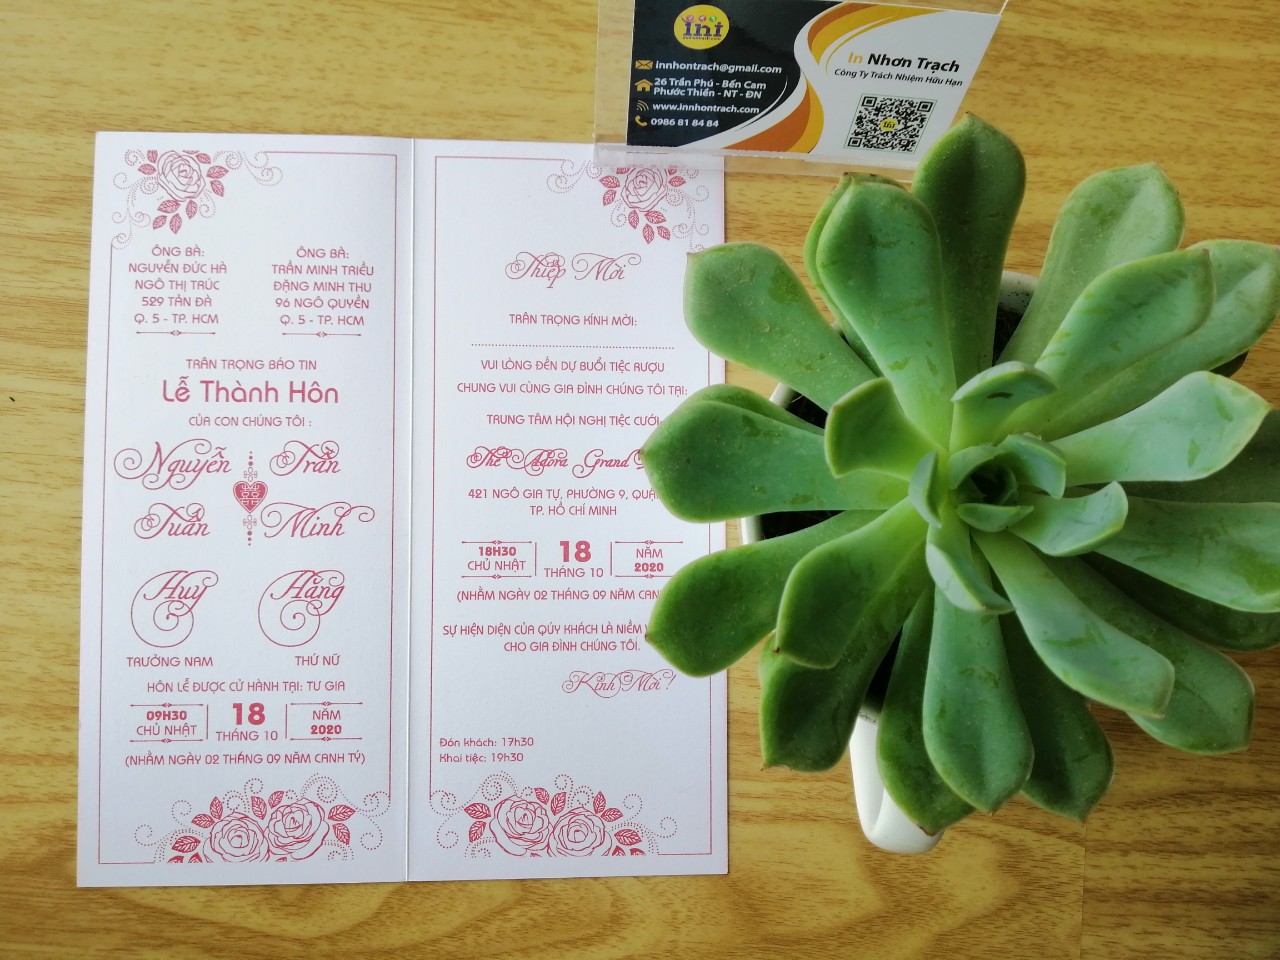 int
innhontrach@gmail.com
26 Trần Phú - Bến Cam
Phước Thiền - NT - ĐN
www.innhontrach.com
0986 81 84 84
In Nhơn Trạch
Công Ty Trách Nhiệm Hữu Hạn
ÔNG BÀ:
NGUYỄN ĐỨC HÀ
NGÔ THỊ TRÚC
529 TẢN ĐÀ
Q. 5 - TP. HCM
ÔNG BÀ:
TRẦN MINH TRIỀU
ĐẶNG MINH THU
96 NGÔ QUYỀN
Q. 5 - TP. HCM
TRÂN TRỌNG BÁO TIN
Lễ Thành Hôn
CỦA CON CHÚNG TÔI :
Nguyễn
Tuấn
Huy
TRƯỞNG NAM
Trần
Minh
Hằng
THỨ NỮ
HÔN LỄ ĐƯỢC CỬ HÀNH TẠI: TƯ GIA
09H30
CHỦ NHẬT
18
THÁNG 10
NĂM
2020
(NHẰM NGÀY 02 THÁNG 09 NĂM CANH TÝ)
Thiệp Mời
TRÂN TRỌNG KÍNH MỜI:
VUI LÒNG ĐẾN DỰ BUỔI TIỆC RƯỢU
CHUNG VUI CÙNG GIA ĐÌNH CHÚNG TÔI TẠI:
TRUNG TÂM HỘI NGHỊ TIỆC CƯỚI
The Adora Grand
421 NGÔ GIA TỰ, PHƯỜNG 9,
TP. HỒ CHÍ MINH
18H30
CHỦ NHẬT
18
THÁNG 10
NĂM
2020
(NHẰM NGÀY 02 THÁNG 09 NĂM
SỰ HIỆN DIỆN CỦA QÚY KHÁCH LÀ NIỀM
CHO GIA ĐÌNH CHÚNG TÔI.
Kính Mời !
Đón khách: 17h30
Khai tiệc: 19h30